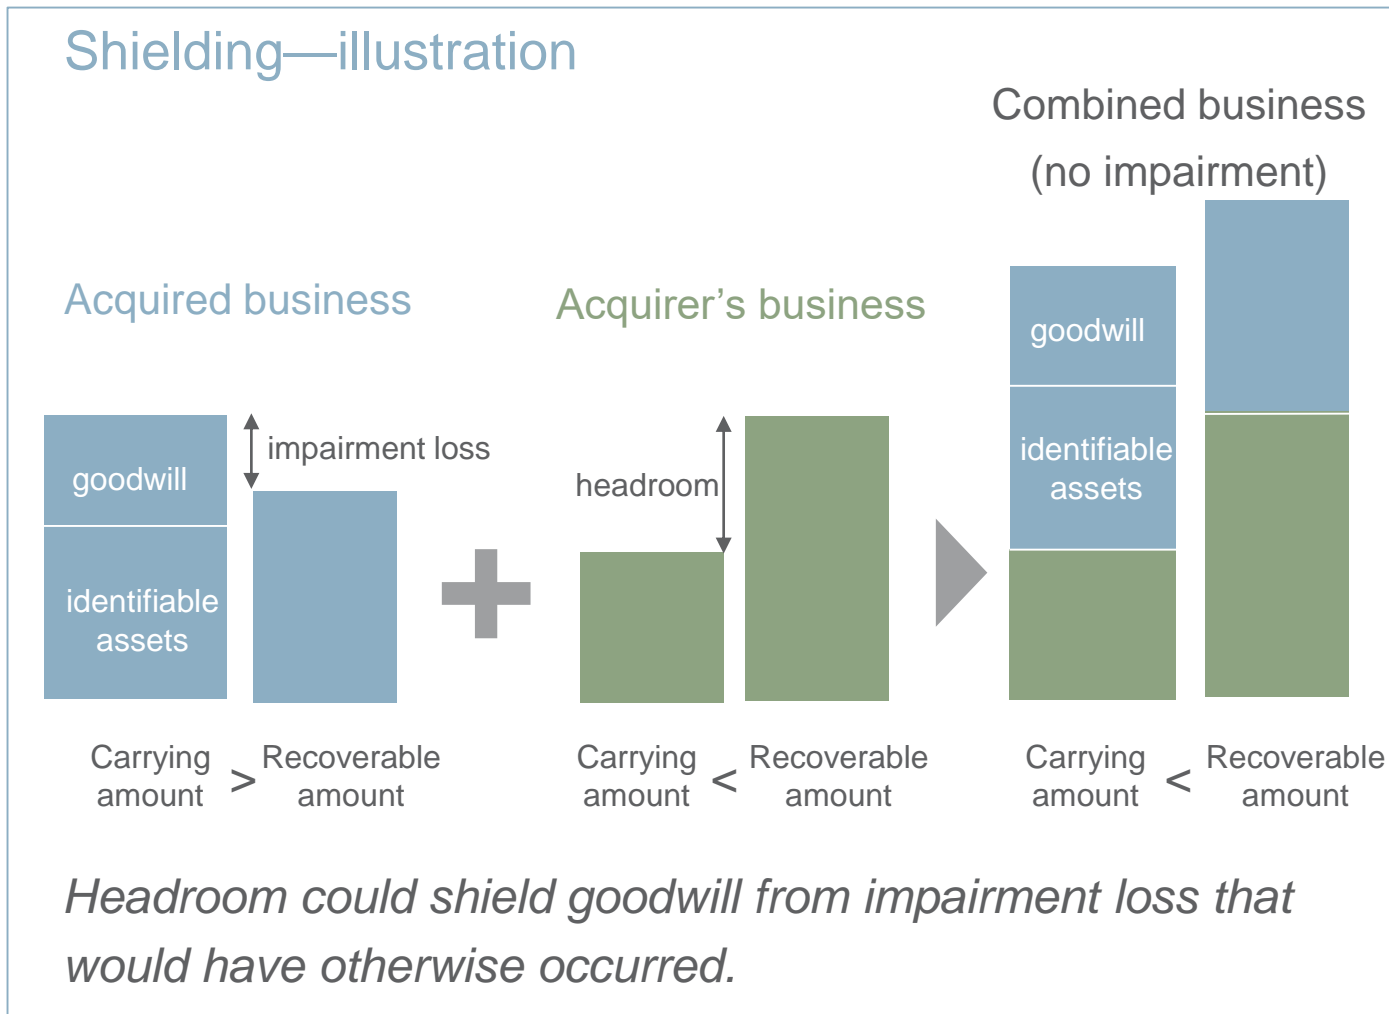 Shielding—illustration
Combined business
(no impairment)
Acquired business
Acquirer’s business
goodwill
identifiable
assets
impairment loss
headroom
goodwill
identifiable
assets
Carrying
amount
>
Recoverable
amount
Carrying
amount
<
Recoverable
amount
Carrying
amount
<
Recoverable
amount
Headroom could shield goodwill from impairment loss that
would have otherwise occurred.